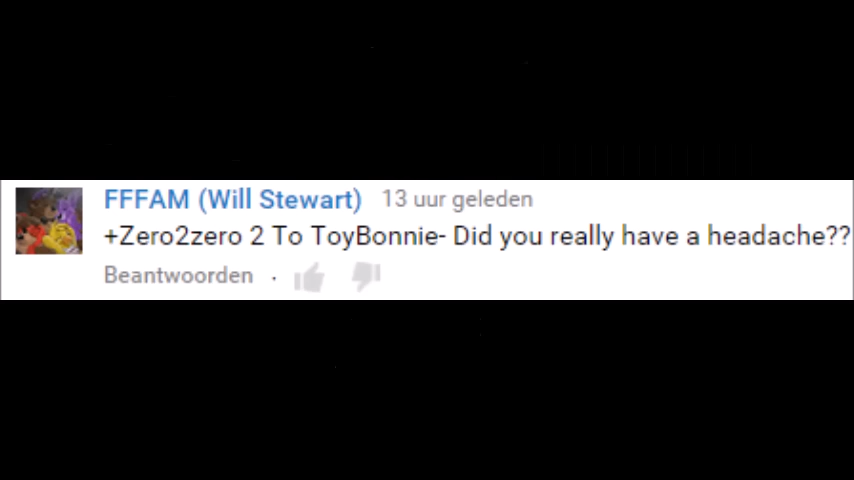 FFFAM (Will Stewart) 13 uur geleden
+Zero2zero 2 To ToyBonnie- Did you really have a headache??
Beantwoorden ·